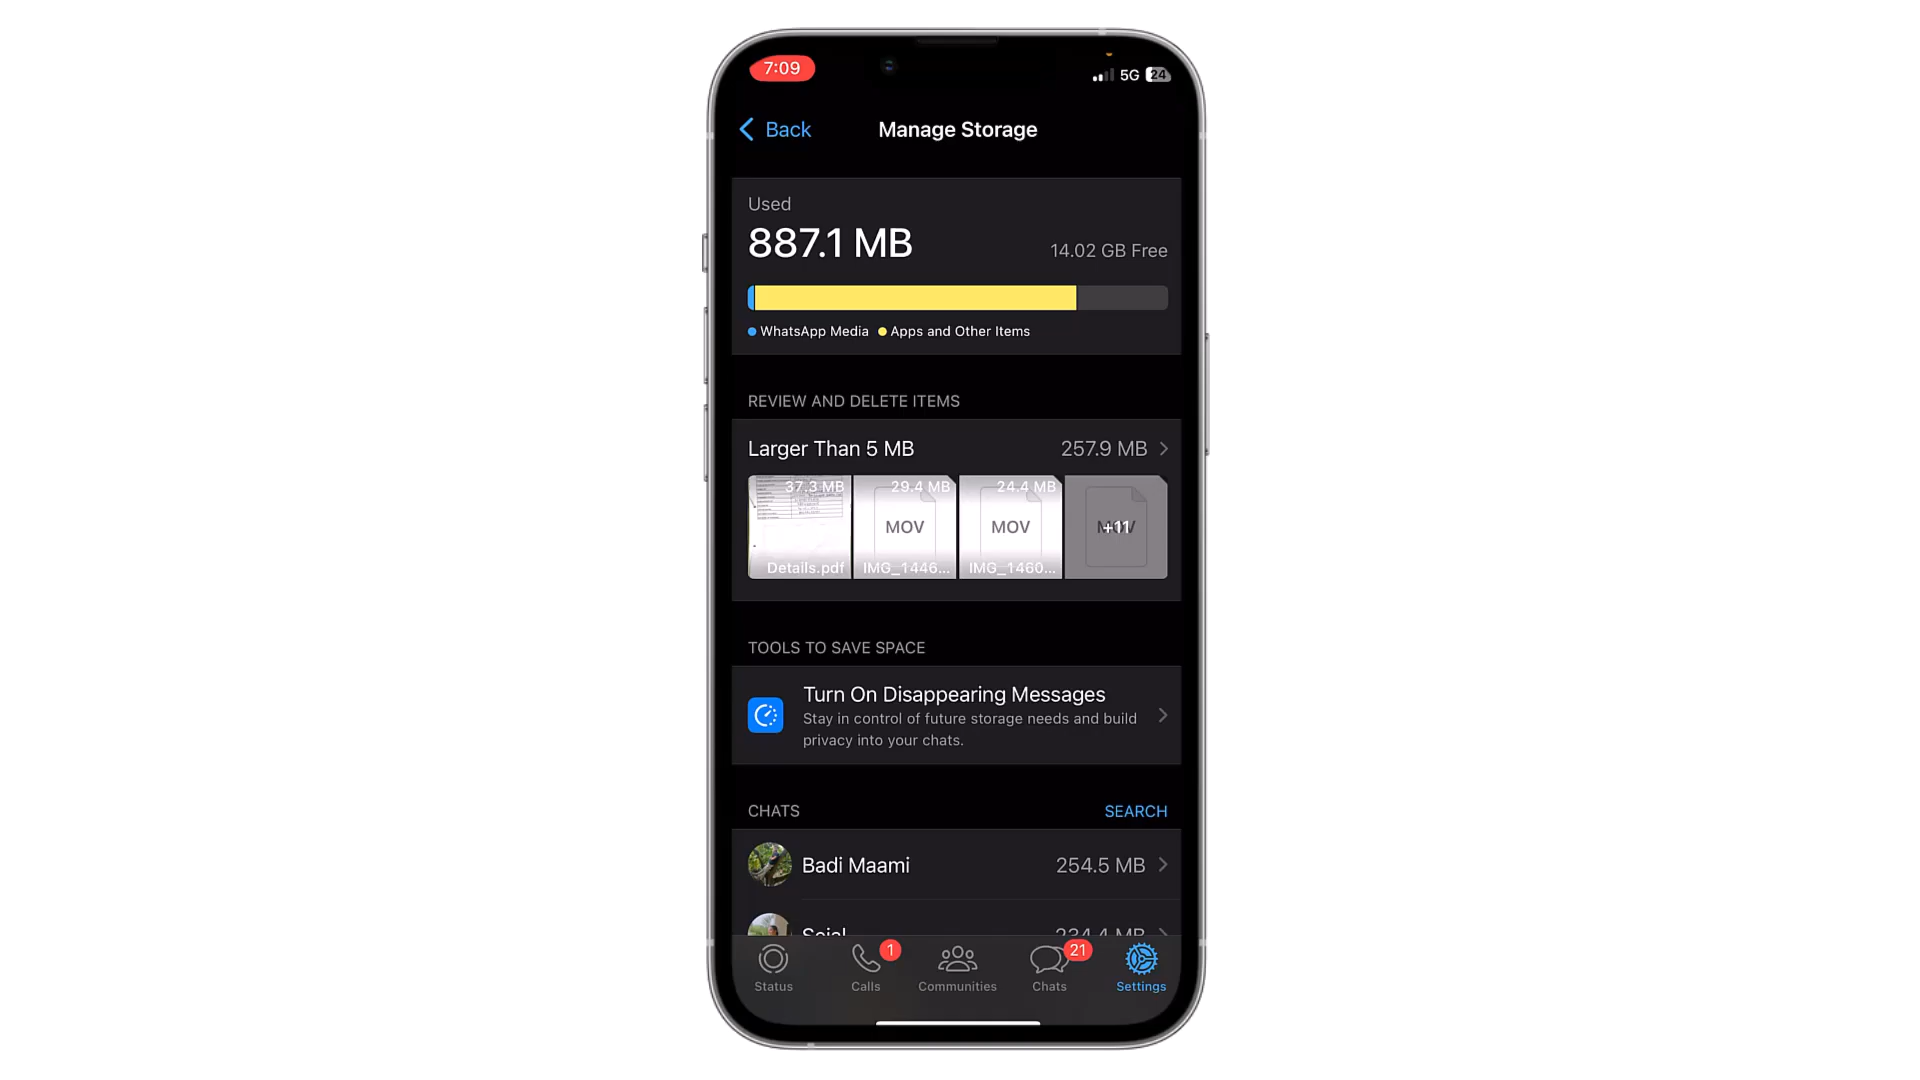 7:09
5G 24
Back
Manage Storage
Used
887.1 MB
14.02 GB Free
WhatsApp Media
Apps and Other Items
REVIEW AND DELETE ITEMS
Larger Than 5 MB
257.9 MB
37.3 MB
29.4 MB
24.4 MB
MOV
MOV
MOV
+11
Details.pdf
IMG_1446...
IMG_1460...
TOOLS TO SAVE SPACE
Turn On Disappearing Messages
Stay in control of future storage needs and build
privacy into your chats.
CHATS
SEARCH
Badi Maami
254.5 MB
234.4 MB
1
21
Status
Calls
Communities
Chats
Settings